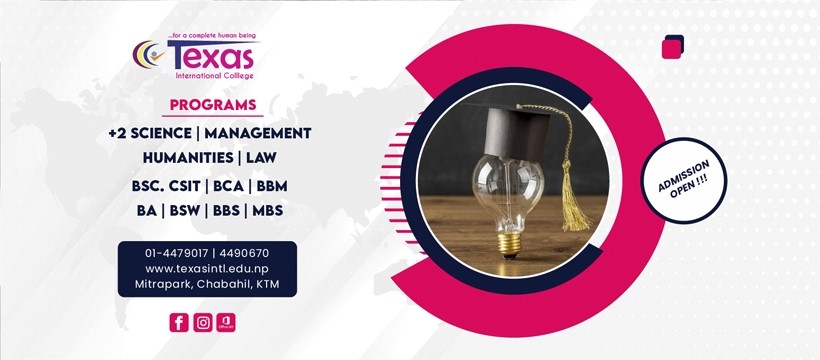 ...for a complete human being
Texas
International College
PROGRAMS
+2 SCIENCE | MANAGEMENT
HUMANITIES | LAW
BSC. CSIT | BCA | BBM
BA | BSW | BBS | MBS
01-4479017 | 4490670
www.texasintl.edu.np
Mitrapark, Chabahil, KTM
ADMISSION
OPEN !!!